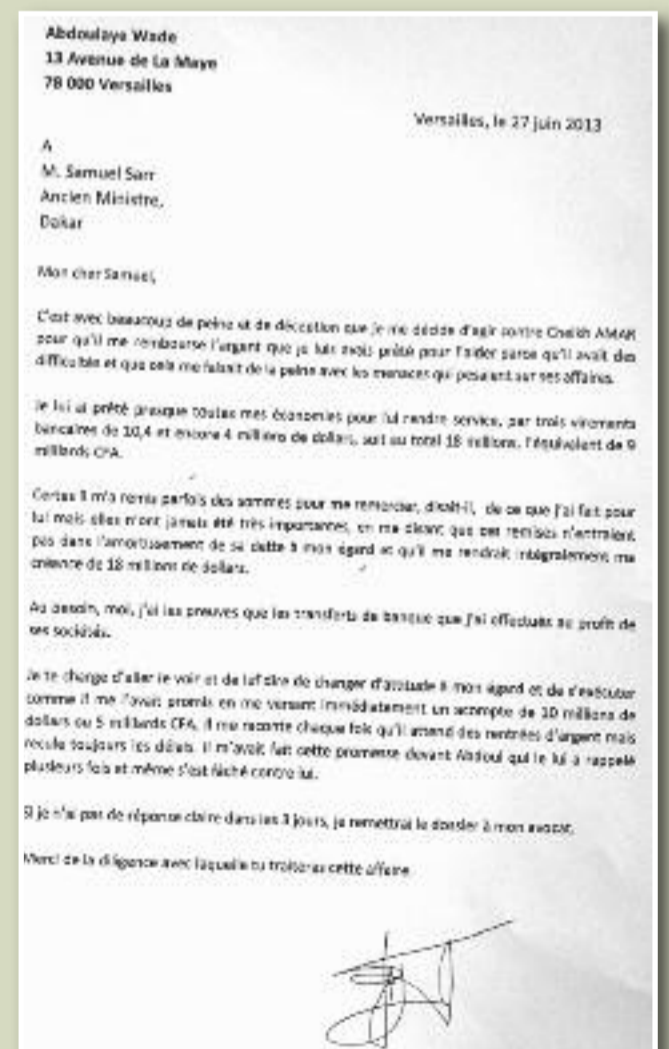 Abdoulaye Wade
13 Avenue de La Maye
78 000 Versailles
Versailles, le 27 juin 2013
A
M. Samuel Sarr
Ancien Ministre,
Dakar
Mon cher Samuel,
C'est avec beaucoup de peine et de déception que je me décide d'agir contre Cheikh AMAR
pour qu'il me rembourse l'argent que je lui avais prêté pour l'aider parce qu'il avait des
difficultés et que cela me faisait de la peine avec les menaces qui pesaient sur ses affaires.
Je lui ai prêté presque toutes mes économies pour lui rendre service, par trois virements
bancaires de 10,4 et encore 4 millions de dollars, soit au total 18 millions, l'équivalent de 9
milliards CFA.
Certes il m'a remis parfois des sommes pour me remercier, disait-il, de ce que j'ai fait pour
lui mais elles n'ont jamais été très importantes, en me disant que ces remises n'entraient
pas dans l'amortissement de sa dette à mon égard et qu'il me rendrait intégralement ma
créance de 18 millions de dollars.
Au besoin, moi, j'ai les preuves que les transferts de banque que j'ai effectués au profit de
ses sociétés.
Je te charge d'aller le voir et de lui dire de changer d'attitude à mon égard et de s'exécuter
comme il me l'avait promis en me versant immédiatement un acompte de 10 millions de
dollars ou 5 milliards CFA. Il me raconte chaque fois qu'il attend des rentrées d'argent mais
recule toujours les délais. Il m'avait fait cette promesse devant Abdoul qui le lui a rappelé
plusieurs fois et même s'est fâché contre lui.
Si je n'ai pas de réponse claire dans les 3 jours, je remettrai le dossier à mon avocat.
Merci de la diligence avec laquelle tu traiteras cette affaire